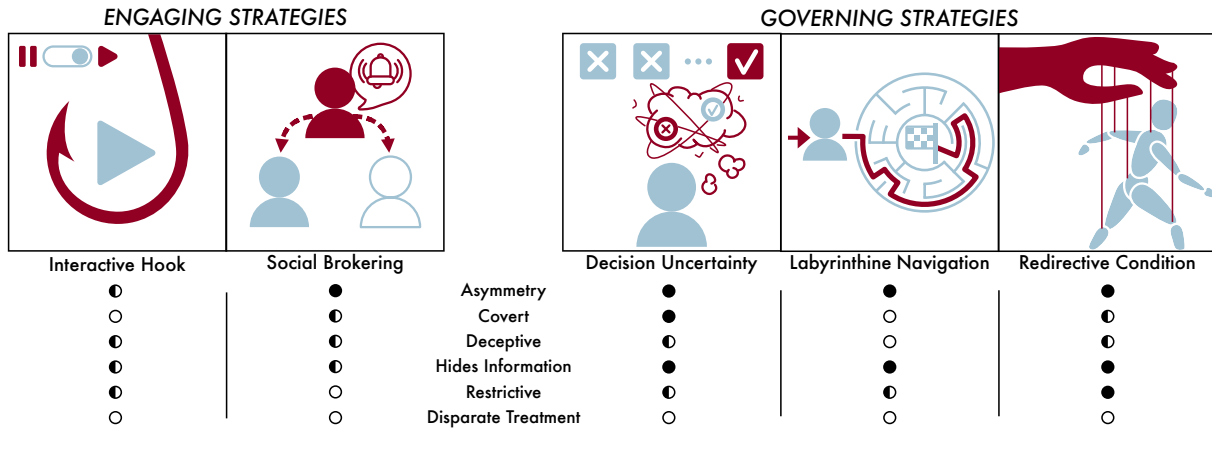 ENGAGING STRATEGIES
GOVERNING STRATEGIES
Interactive Hook
Social Brokering
Decision Uncertainty
Labyrinthine Navigation
Redirective Condition
Asymmetry
Covert
Deceptive
Hides Information
Restrictive
Disparate Treatment